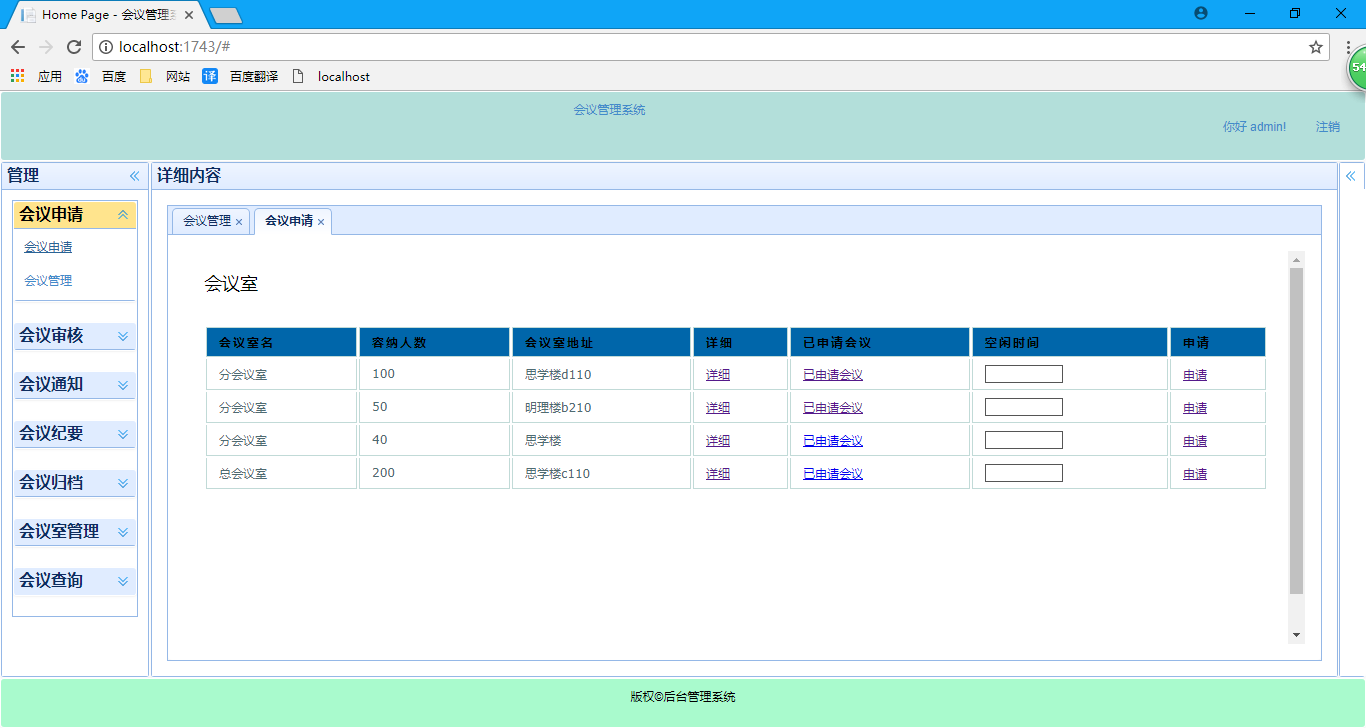 Home Page - 会议管理
localhost:1743/#
应用 百度 网站 译 百度翻译 localhost
54
会议管理系统
你好 admin! 注销
管理
详细内容
会议申请
会议申请
会议管理
会议审核
会议通知
会议纪要
会议归档
会议室管理
会议查询
会议管理 会议申请
会议室
会议室名 容纳人数 会议室地址 详细 已申请会议 空闲时间 申请
分会议室 100 思学楼d110 详细 已申请会议 申请
分会议室 50 明理楼b210 详细 已申请会议 申请
分会议室 40 思学楼 详细 已申请会议 申请
总会议室 200 思学楼c110 详细 已申请会议 申请
版权©后台管理系统